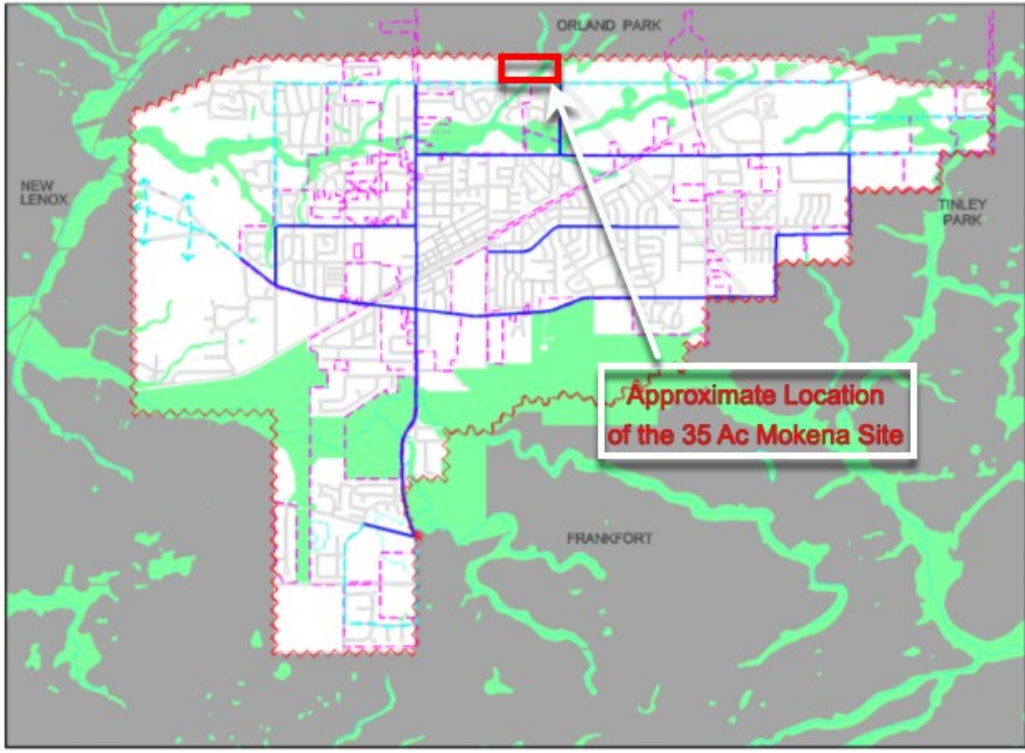 ORLAND PARK
NEW
LENOX
TINLEY
PARK
Approximate Location
of the 35 Ac Mokena Site
FRANKFORT